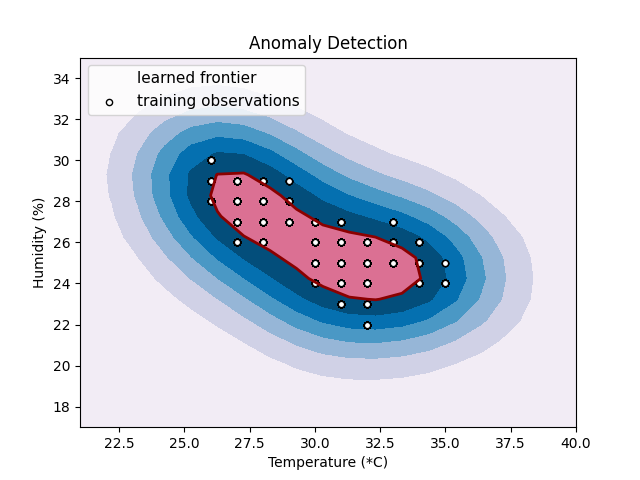 Anomaly Detection
learned frontier
training observations
Humidity (%)
34
32
30
28
26
24
22
20
18
22.5 25.0 27.5 30.0 32.5 35.0 37.5 40.0
Temperature (*C)